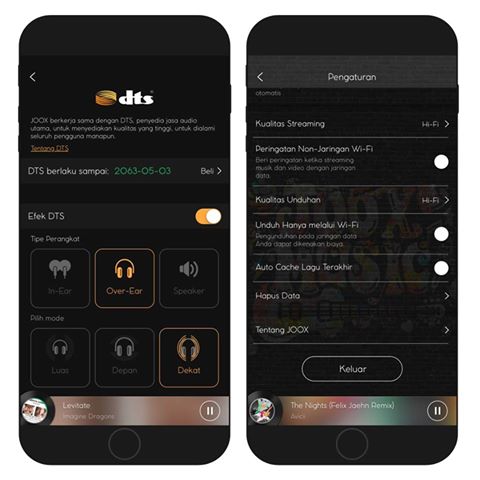 dts
JOOX berkerja sama dengan DTS, penyedia jasa audio
utama, untuk menyediakan kualitas yang tinggi, untuk dialami
seluruh pengguna manapun.
Tentang DTS
DTS berlaku sampai: 2063-05-03 Beli
Efek DTS
Tipe Perangkat
In-Ear Over-Ear Speaker
Pilih mode
Luas Depan Dekat
Levitate
Imagine Dragons
Pengaturan
otomatis
Kualitas Streaming Hi-Fi
Peringatan Non-Jaringan Wi-Fi
Beri peringatan ketika streaming
musik dan video dengan jaringan
data.
Kualitas Unduhan Hi-Fi
Unduh Hanya melalui Wi-Fi
Pengunduhan pada jaringan data
Anda dapat dikenakan biaya.
Auto Cache Lagu Terakhir
Hapus Data
Tentang JOOX
Keluar
The Nights (Felix Jaehn Remix)
Avicii